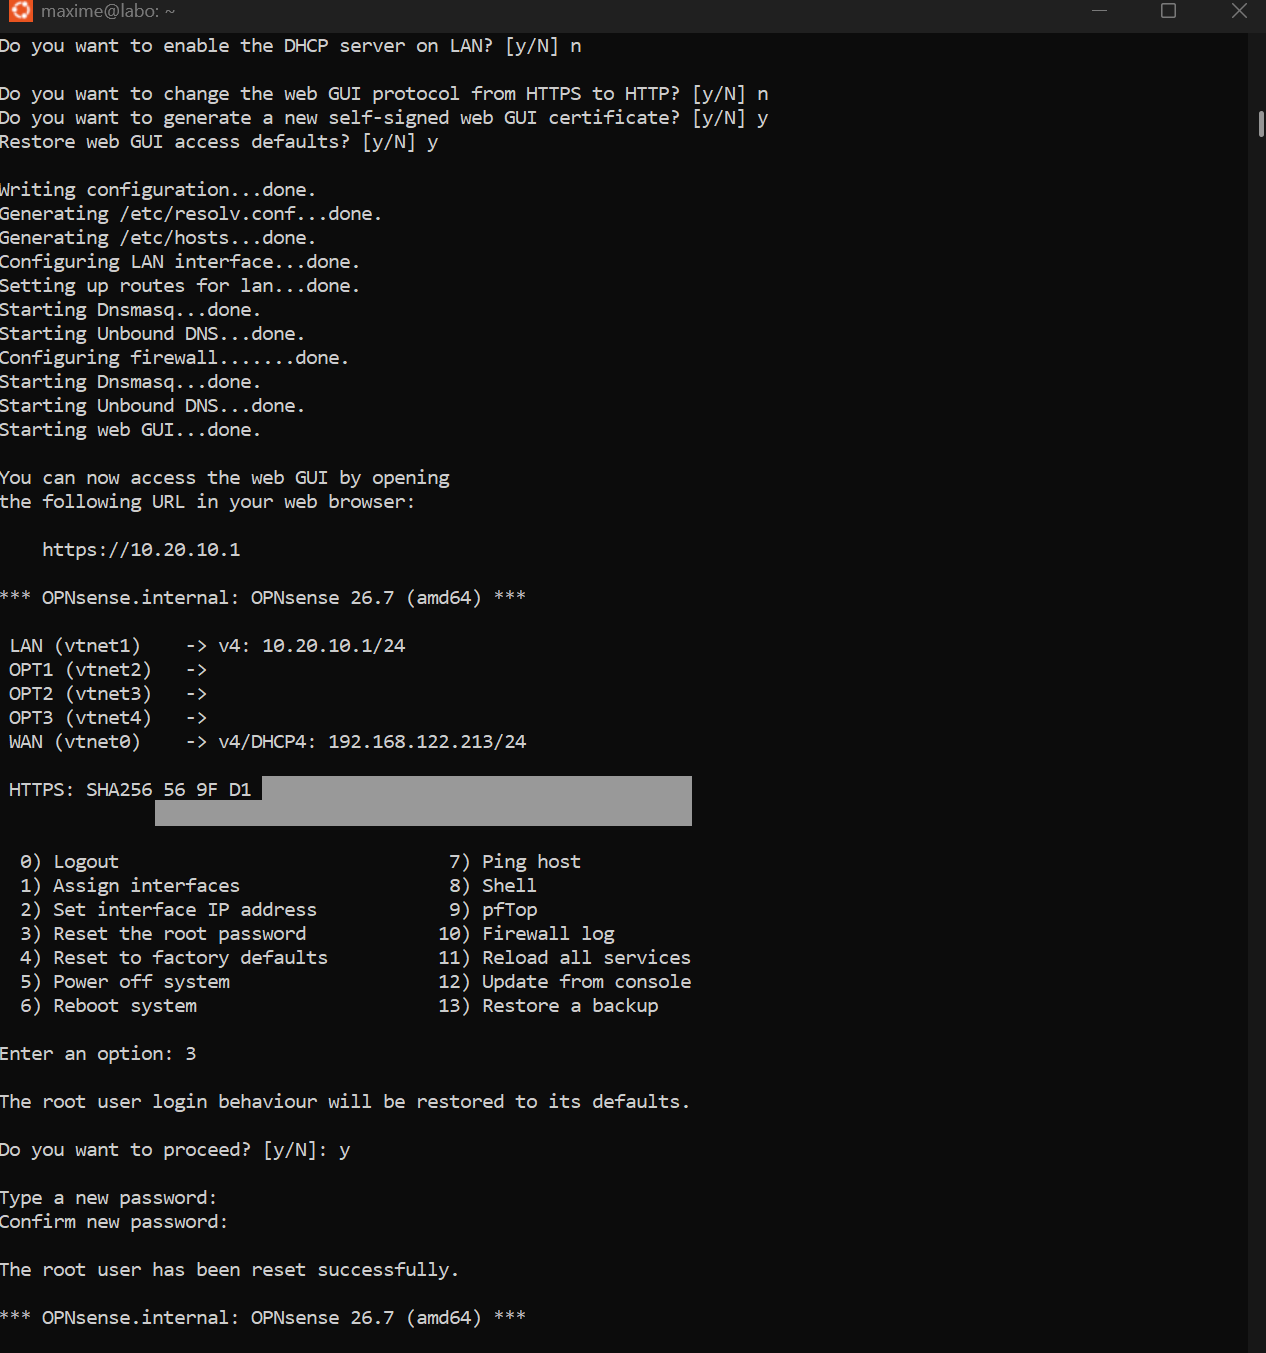 maxime@labo: ~
Do you want to enable the DHCP server on LAN? [y/N] n
Do you want to change the web GUI protocol from HTTPS to HTTP? [y/N] n
Do you want to generate a new self-signed web GUI certificate? [y/N] y
Restore web GUI access defaults? [y/N] y
Writing configuration...done.
Generating /etc/resolv.conf...done.
Generating /etc/hosts...done.
Configuring LAN interface...done.
Setting up routes for lan...done.
Starting Dnsmasq...done.
Starting Unbound DNS...done.
Configuring firewall.......done.
Starting Dnsmasq...done.
Starting Unbound DNS...done.
Starting web GUI...done.
You can now access the web GUI by opening
the following URL in your web browser:
https://10.20.10.1
*** OPNsense.internal: OPNsense 26.7 (amd64) ***
LAN (vtnet1)    -> v4: 10.20.10.1/24
OPT1 (vtnet2)   ->
OPT2 (vtnet3)   ->
OPT3 (vtnet4)   ->
WAN (vtnet0)    -> v4/DHCP4: 192.168.122.213/24
HTTPS: SHA256 56 9F D1
0) Logout                              7) Ping host
1) Assign interfaces                   8) Shell
2) Set interface IP address            9) pfTop
3) Reset the root password            10) Firewall log
4) Reset to factory defaults          11) Reload all services
5) Power off system                   12) Update from console
6) Reboot system                      13) Restore a backup
Enter an option: 3
The root user login behaviour will be restored to its defaults.
Do you want to proceed? [y/N]: y
Type a new password:
Confirm new password:
The root user has been reset successfully.
*** OPNsense.internal: OPNsense 26.7 (amd64) ***